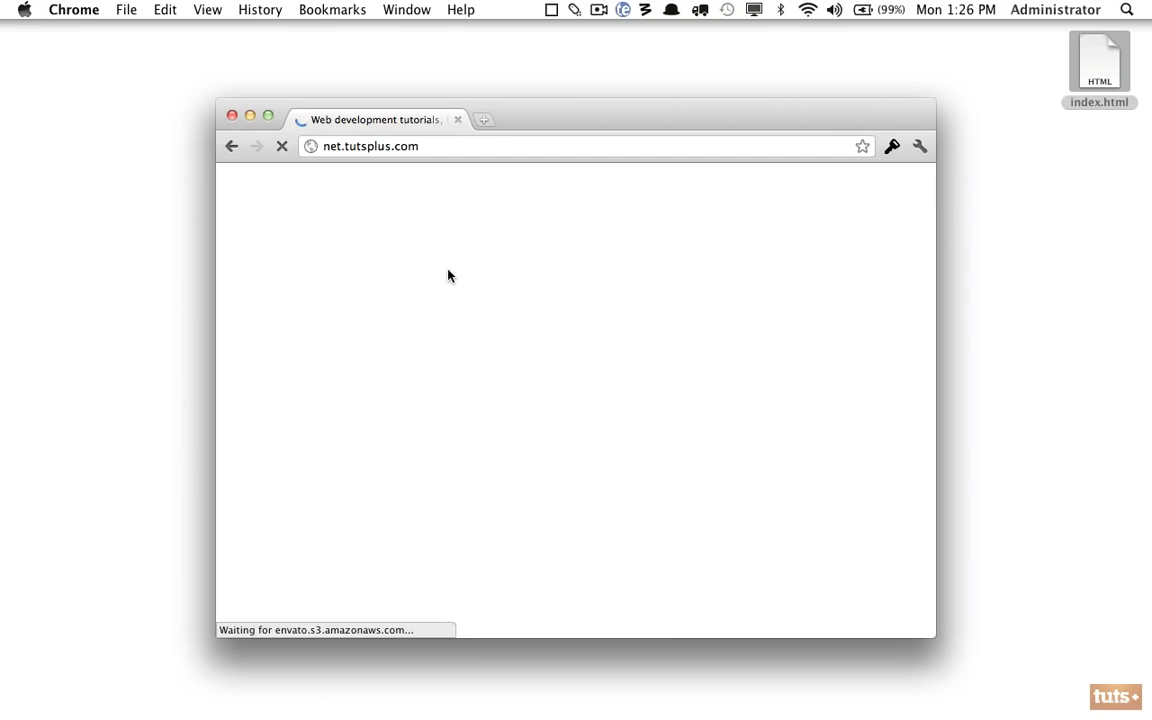 Chrome File Edit View History Bookmarks Window Help (99%) Mon 1:26 PM Administrator
HTML
index.html
Web development tutorials,
net.tutsplus.com
Waiting for envato.s3.amazonaws.com...
tuts+